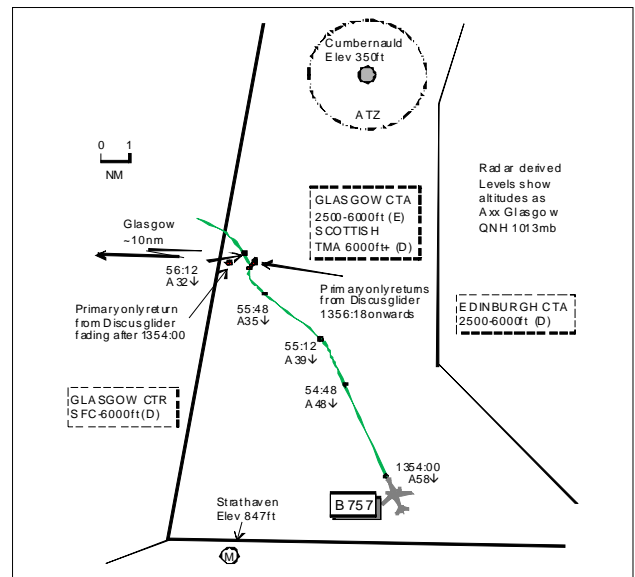 Cumbernauld
Elev 350ft
ATZ
0 1
NM
Radar derived
Levels show
altitudes as
Axx Glasgow
QNH 1013mb
GLASGOW CTA
2500-6000ft (E)
SCOTTISH
TMA 6000ft+ (D)
Glasgow
~10nm
56:12
A32↓
Primary only return
from Discus glider
fading after 1354:00
Primary only returns
from Discus glider
1356:18 onwards
55:48
A35↓
EDINBURGH CTA
2500-6000ft (D)
55:12
A39↓
54:48
A48↓
GLASGOW CTR
SFC-6000ft (D)
1354:00
A58↓
B757
Strathaven
Elev 847ft
M